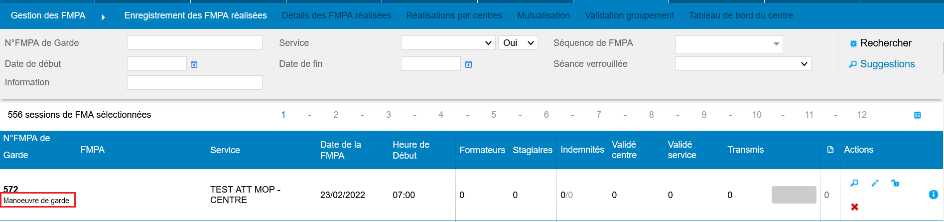 Gestion des FMPA Enregistrement des FMPA réalisées Détails des FMPA réalisées Réalisations par centres Mutualisation Validation groupement Tableau de bord du centre
N°FMPA de Garde Service Oui Séquence de FMPA Rechercher
Date de début Date de fin Séance verrouillée Suggestions
Information
556 sessions de FMA sélectionnées 1 - 2 - 3 - 4 - 5 - 6 - 7 - 8 - 9 - 10 - 11 - 12
N°FMPA de Garde FMPA Service Date de la FMPA Heure de Début Formateurs Stagiaires Indemnités Validé centre Validé service Transmis Actions
572 TEST ATT MOP - CENTRE 23/02/2022 07:00 0 0 0/0 0 0 0 0
Manoeuvre de garde